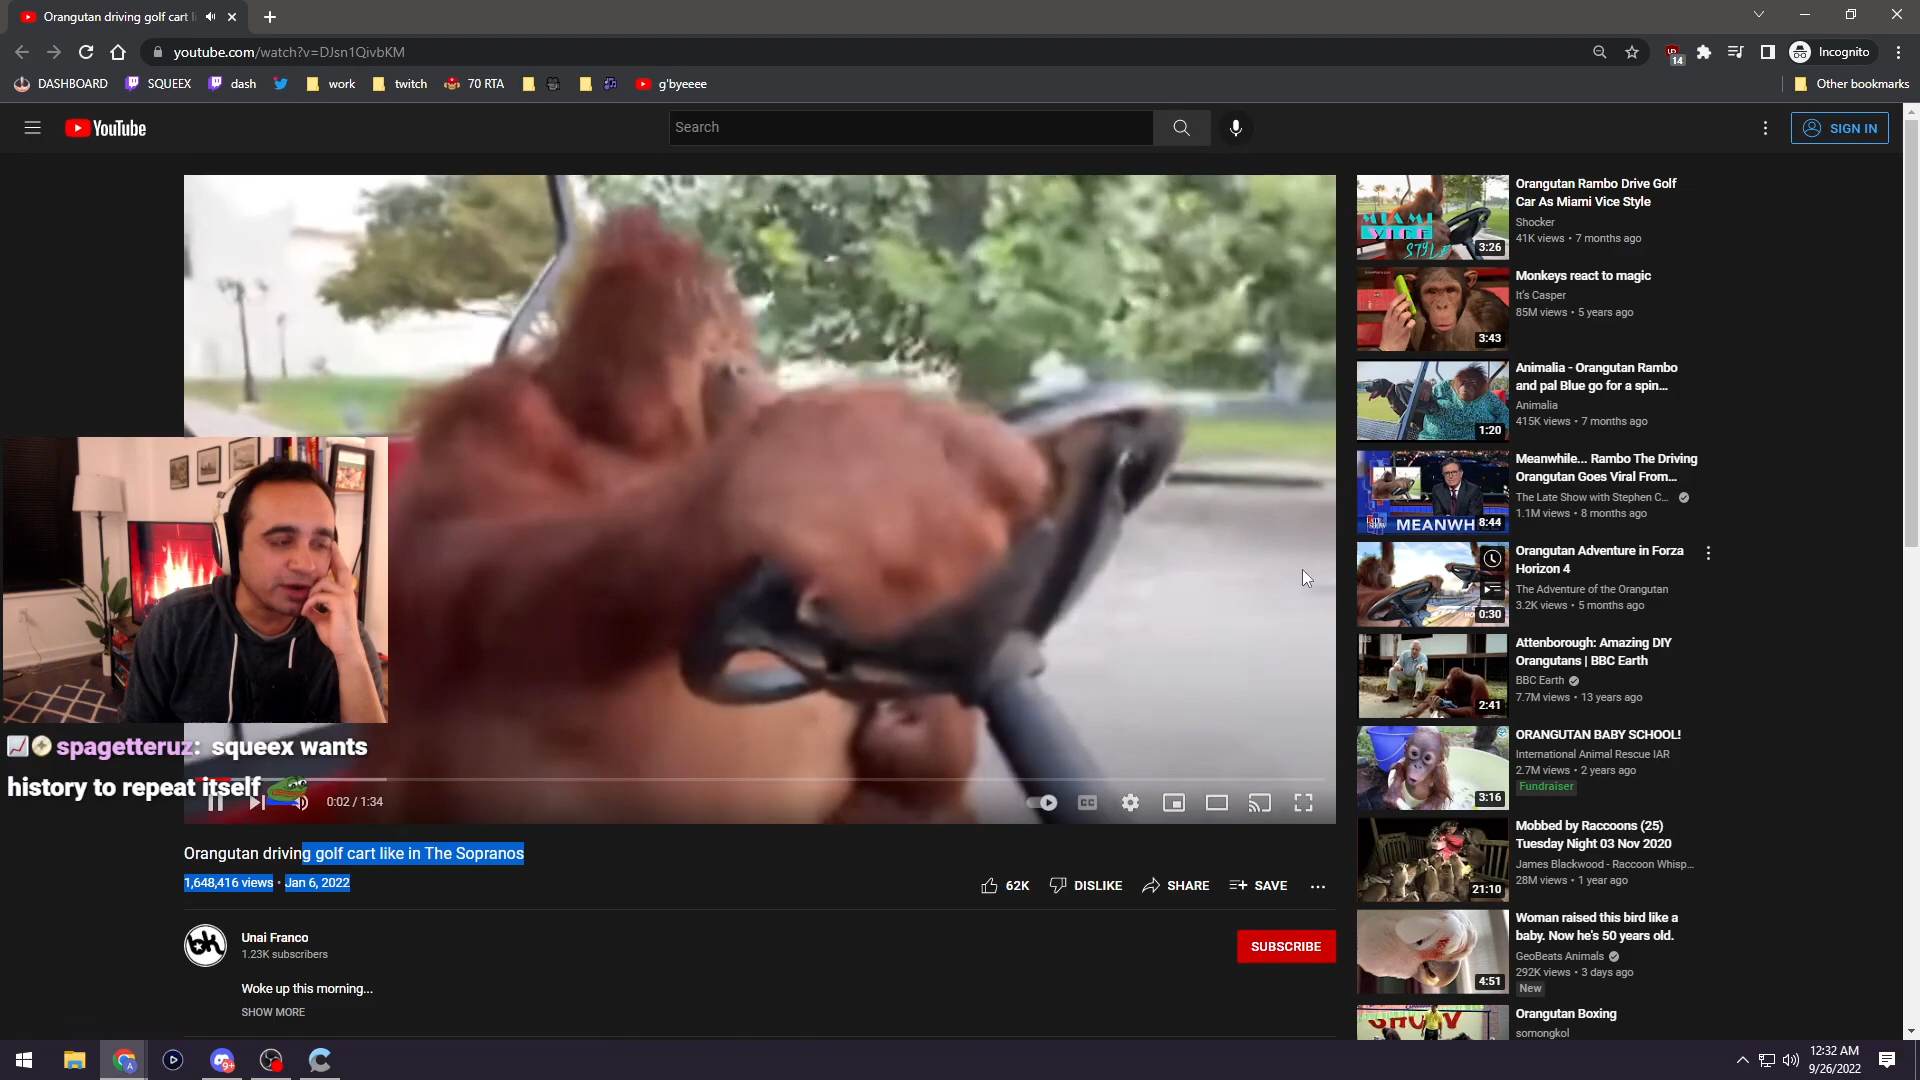 Orangutan driving golf cart li
youtube.com/watch?v=DJsn1QivbKM
14
Incognito
DASHBOARD
SQUEEX
dash
work
twitch
70 RTA
g'byeeee
Other bookmarks
YouTube
Search
SIGN IN
MIAMI
VICE
STYLE
3:26
Orangutan Rambo Drive Golf
Car As Miami Vice Style
Shocker
41K views • 7 months ago
3:43
Monkeys react to magic
It's Casper
85M views • 5 years ago
1:20
Animalia - Orangutan Rambo
and pal Blue go for a spin...
Animalia
415K views • 7 months ago
MEANWH
8:44
Meanwhile... Rambo The Driving
Orangutan Goes Viral From...
The Late Show with Stephen C...
1.1M views • 8 months ago
0:30
Orangutan Adventure in Forza
Horizon 4
The Adventure of the Orangutan
3.2K views • 5 months ago
2:41
Attenborough: Amazing DIY
Orangutans | BBC Earth
BBC Earth
7.7M views • 13 years ago
3:16
ORANGUTAN BABY SCHOOL!
International Animal Rescue IAR
2.7M views • 2 years ago
Fundraiser
21:10
Mobbed by Raccoons (25)
Tuesday Night 03 Nov 2020
James Blackwood - Raccoon Whisp...
28M views • 1 year ago
4:51
Woman raised this bird like a
baby. Now he's 50 years old.
GeoBeats Animals
292K views • 3 days ago
New
SHOW
Orangutan Boxing
somongkol
spagetteruz: squeex wants
history to repeat itself
0:02 / 1:34
CC
Orangutan driving golf cart like in The Sopranos
1,648,416 views • Jan 6, 2022
62K
DISLIKE
SHARE
SAVE
bk
Unai Franco
1.23K subscribers
SUBSCRIBE
Woke up this morning...
SHOW MORE
A
9+
12:32 AM
9/26/2022